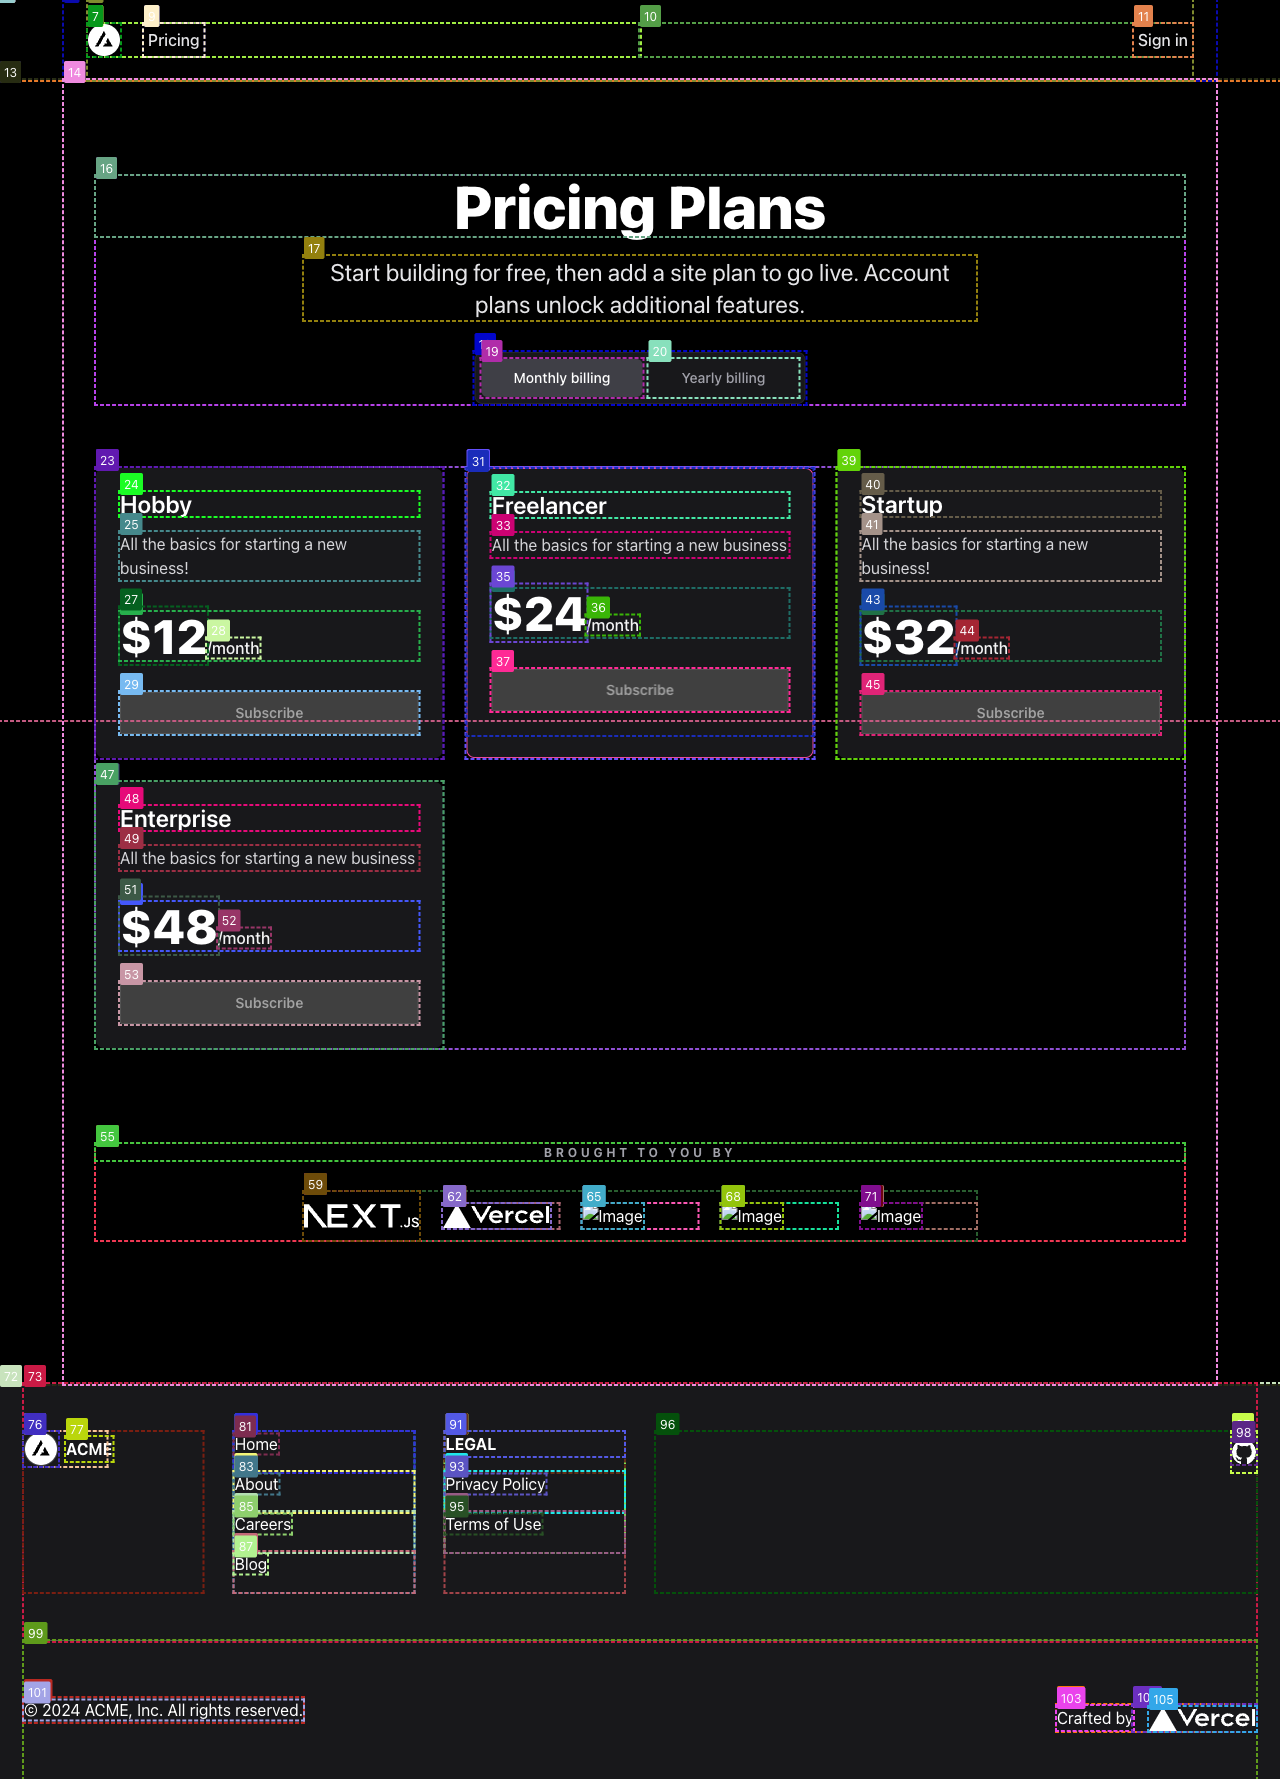 7
9
Pricing
10
11
Sign in
13
14
16
Pricing Plans
17
Start building for free, then add a site plan to go live. Account
plans unlock additional features.
19
20
Monthly billing
Yearly billing
23
24
Hobby
25
All the basics for starting a new
business!
27
$12
28
/month
29
Subscribe
31
32
Freelancer
33
All the basics for starting a new business
35
$24
36
/month
37
Subscribe
39
40
Startup
41
All the basics for starting a new
business!
43
$32
44
/month
45
Subscribe
47
48
Enterprise
49
All the basics for starting a new business
51
$48
52
/month
53
Subscribe
55
BROUGHT TO YOU BY
59
NEXT.JS
62
Vercel
65
Image
68
Image
71
Image
72
73
76
77
ACME
81
Home
83
About
85
Careers
87
Blog
91
LEGAL
93
Privacy Policy
95
Terms of Use
96
98
99
101
© 2024 ACME, Inc. All rights reserved.
103
Crafted by
105
Vercel